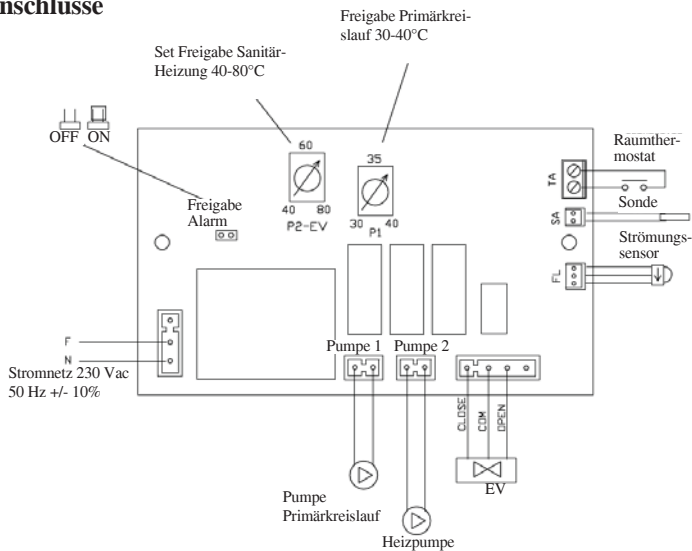 nschlüsse
Freigabe Primärkrei-
slauf 30-40°C
Set Freigabe Sanitär-
Heizung 40-80°C
OFF ON
60
40 80
P2-EV
35
30 40
P1
Freigabe
Alarm
Raumther-
mostat
TA
Sonde
SA
Strömungs-
sensor
FL
F
N
Stromnetz 230 Vac
50 Hz +/- 10%
Pumpe 1 Pumpe 2
CLOSE
COM
OPEN
EV
Pumpe
Primärkreislauf
Heizpumpe